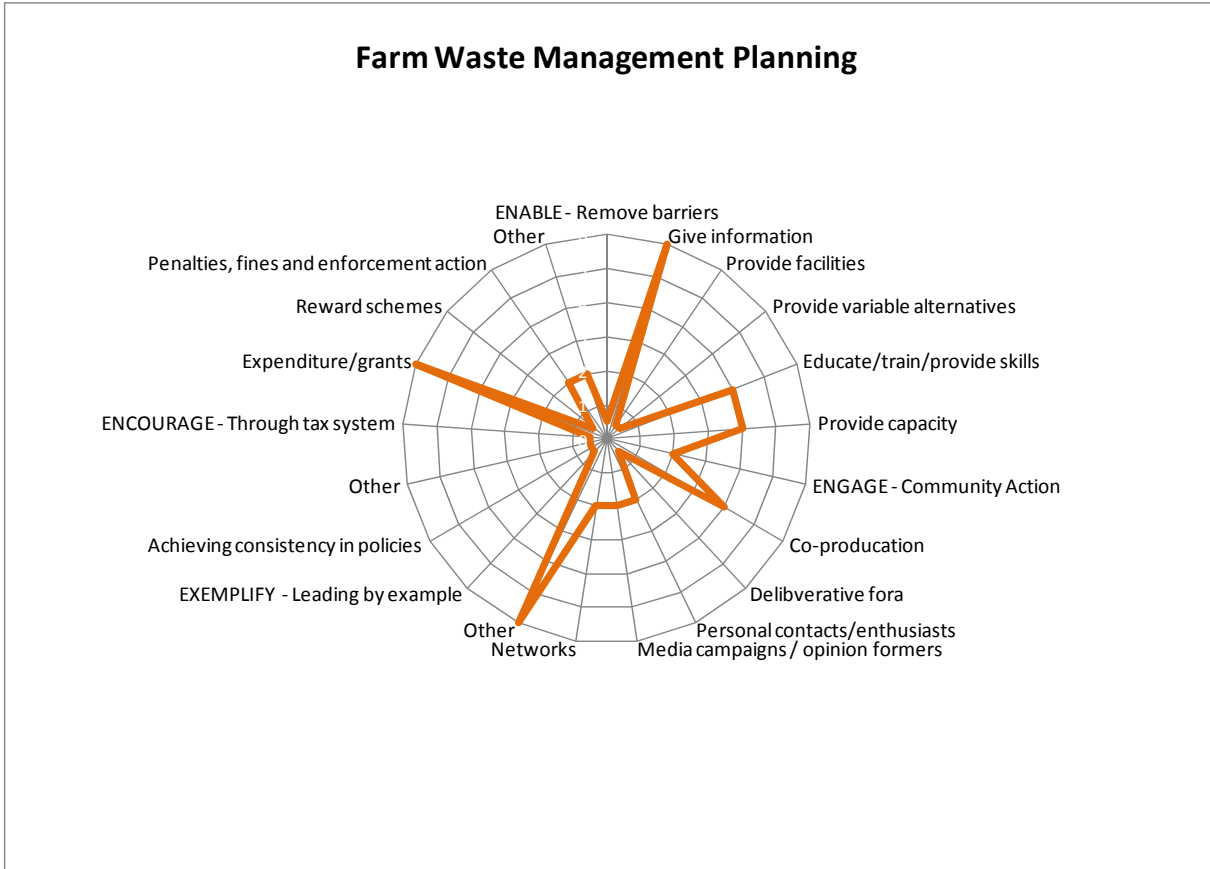 Farm Waste Management Planning
ENABLE - Remove barriers
Give information
Provide facilities
Provide variable alternatives
Educate/train/provide skills
Provide capacity
ENGAGE - Community Action
Co-producation
Delibverative fora
Personal contacts/enthusiasts
Media campaigns / opinion formers
Networks
Other
EXEMPLIFY - Leading by example
Achieving consistency in policies
Other
ENCOURAGE - Through tax system
Expenditure/grants
Reward schemes
Penalties, fines and enforcement action
Other
2
1